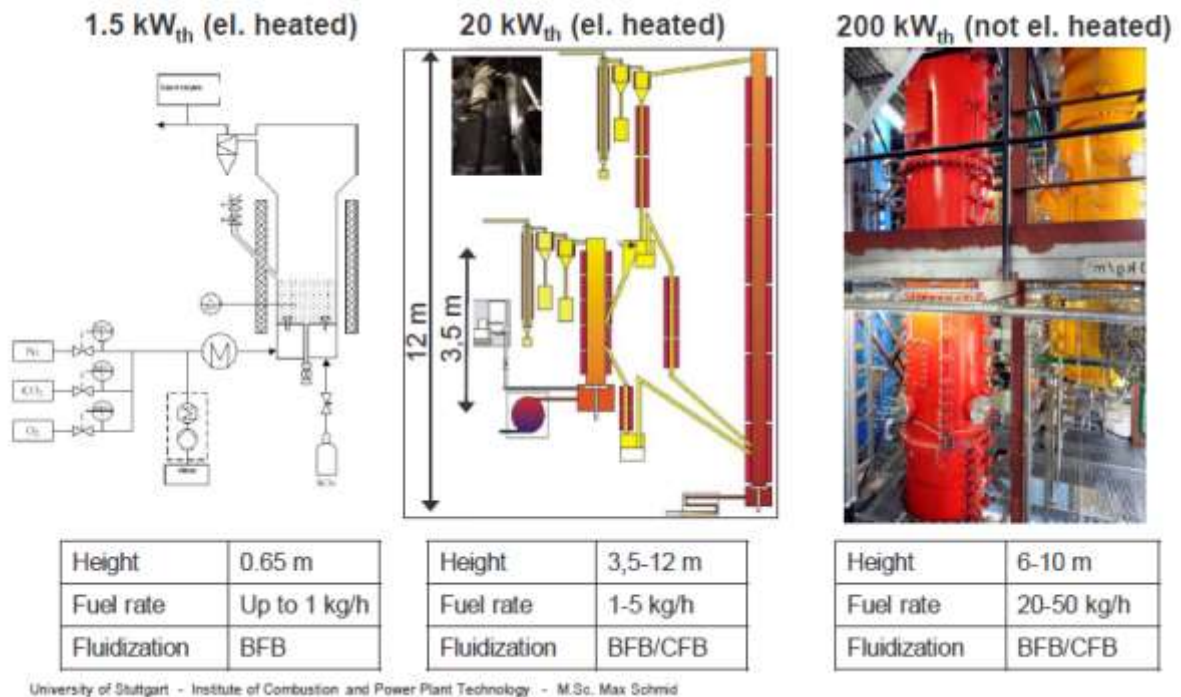 1.5 kWth (el. heated)
20 kWth (el. heated)
200 kWth (not el. heated)
12 m
3,5 m
N₂
CO₂
O₂
M
kg/m²
Height 0.65 m
Fuel rate Up to 1 kg/h
Fluidization BFB
Height 3,5-12 m
Fuel rate 1-5 kg/h
Fluidization BFB/CFB
Height 6-10 m
Fuel rate 20-50 kg/h
Fluidization BFB/CFB
University of Stuttgart - Institute of Combustion and Power Plant Technology - M.Sc. Max Schmid